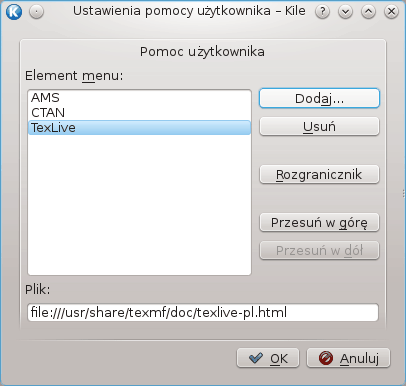 Ustawienia pomocy użytkownika – Kile
Pomoc użytkownika
Element menu:
AMS
CTAN
TexLive
Dodaj...
Usuń
Rozgranicznik
Przesuń w górę
Przesuń w dół
Plik:
file:///usr/share/texmf/doc/texlive-pl.html
OK
Anuluj